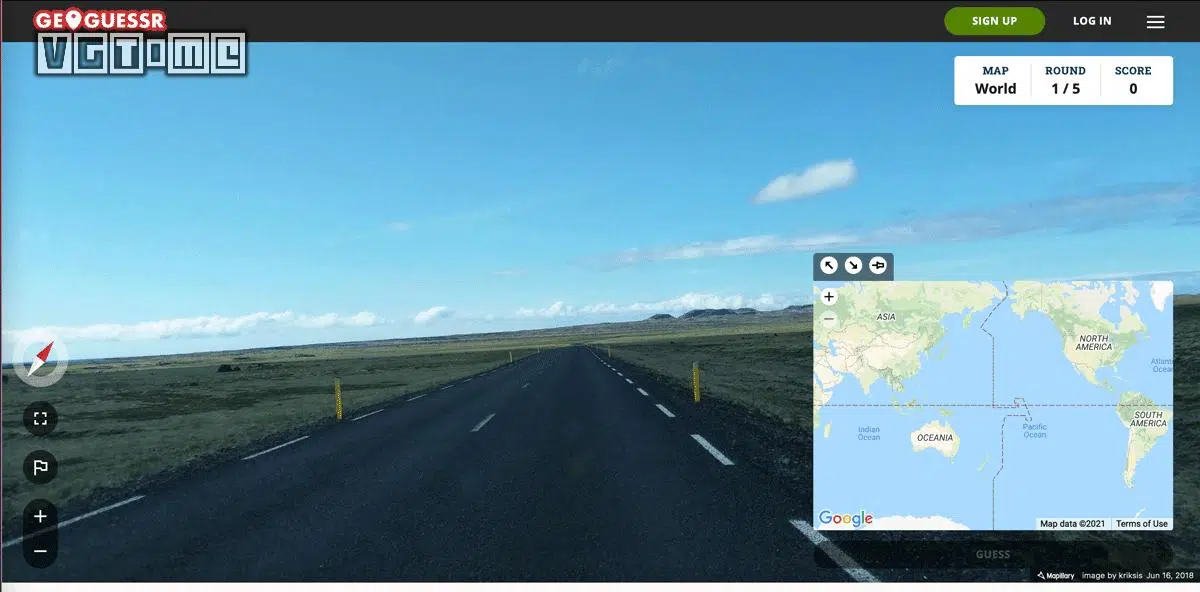 GEOGUESSR
VGTIME
SIGN UP
LOG IN
MAP
World
ROUND
1 / 5
SCORE
0
ASIA
NORTH
AMERICA
Atlantic
Ocean
SOUTH
AMERICA
Indian
Ocean
OCEANIA
Pacific
Ocean
Google
Map data ©2021
Terms of Use
GUESS
Mapillary
image by kriksis
Jun 16, 2018